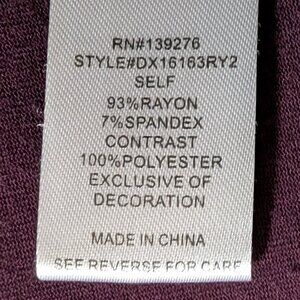 RN#139276
STYLE#DX16163RY2
SELF
93%RAYON
7%SPANDEX
CONTRAST
100%POLYESTER
EXCLUSIVE OF
DECORATION
MADE IN CHINA
SEE REVERSE FOR CARE